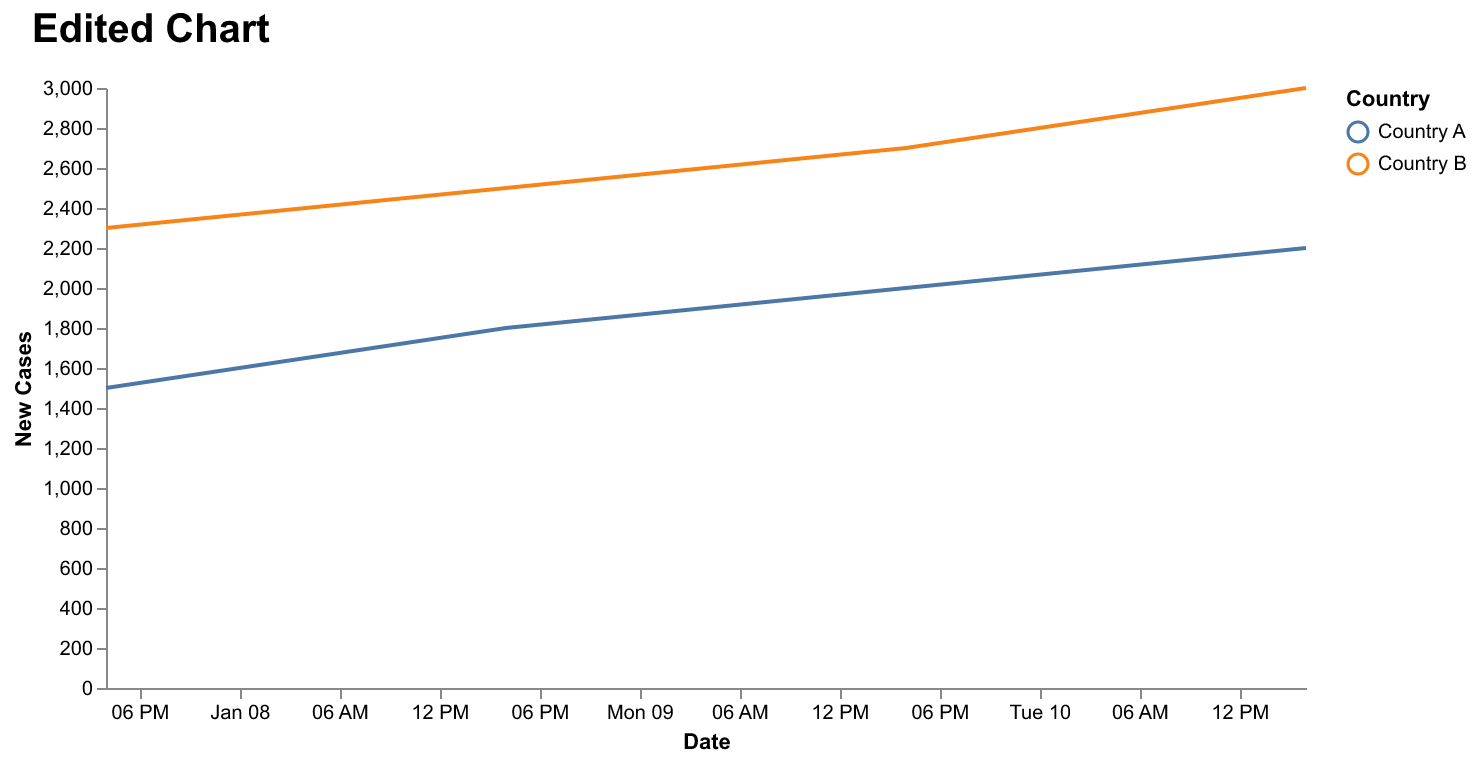 Edited Chart
3,000
2,800
2,600
2,400
2,200
2,000
1,800
1,600
1,400
1,200
1,000
800
600
400
200
0
New Cases
06 PM Jan 08 06 AM 12 PM 06 PM Mon 09 06 AM 12 PM 06 PM Tue 10 06 AM 12 PM
Date
Country
Country A
Country B